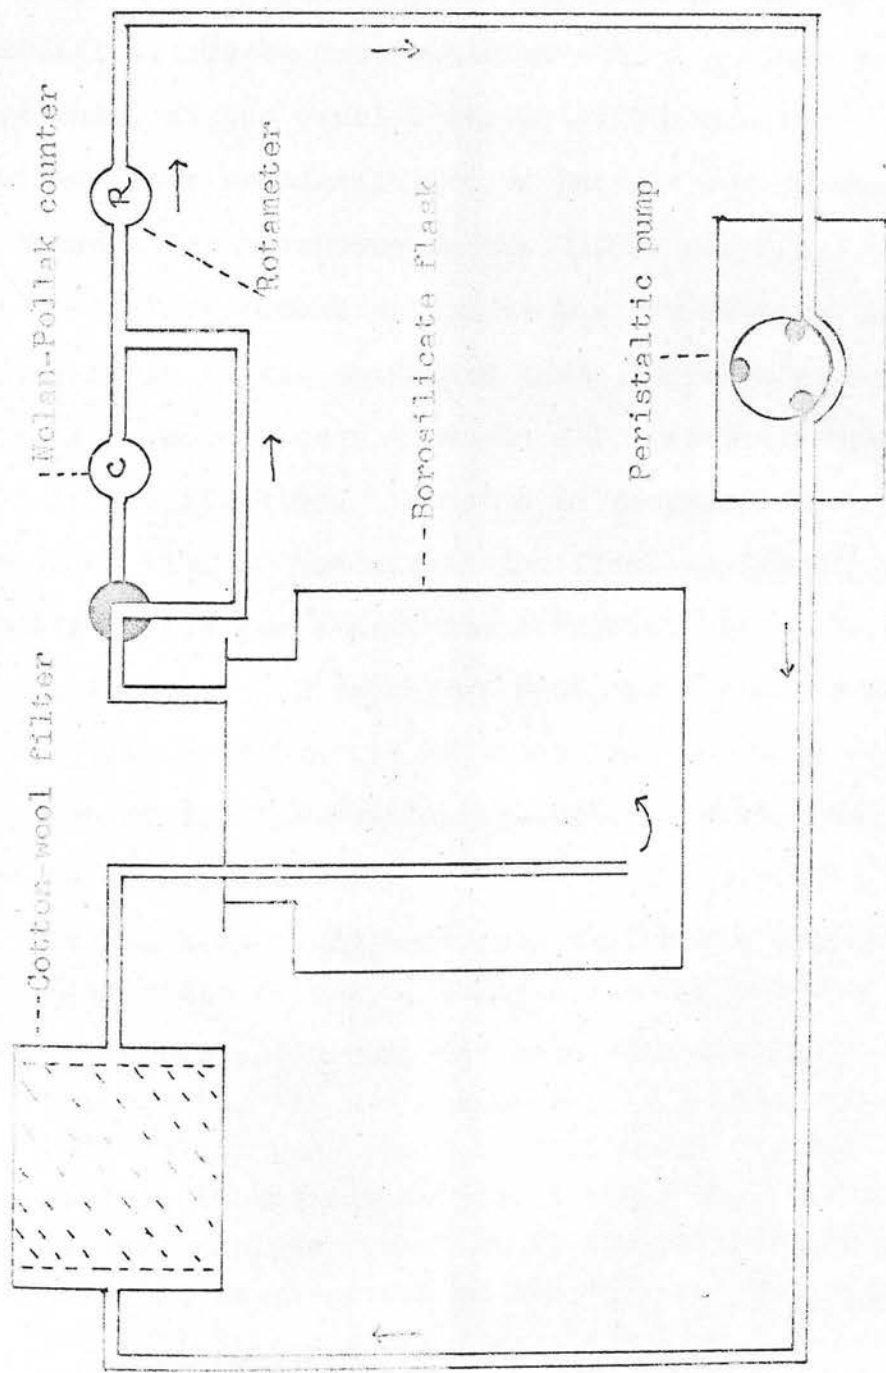 Cotton-wool filter
Nolan-Pollak counter
C
R
Rotameter
Borosilicate flask
Peristaltic pump